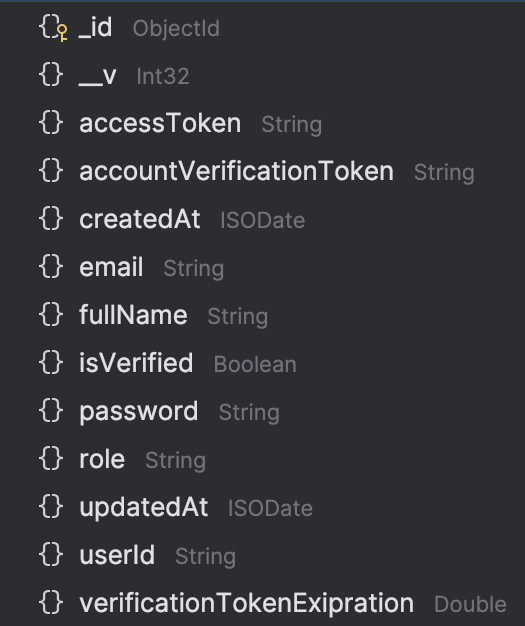 {} _id ObjectId
{} __v Int32
{} accessToken String
{} accountVerificationToken String
{} createdAt ISODate
{} email String
{} fullName String
{} isVerified Boolean
{} password String
{} role String
{} updatedAt ISODate
{} userId String
{} verificationTokenExipration Double